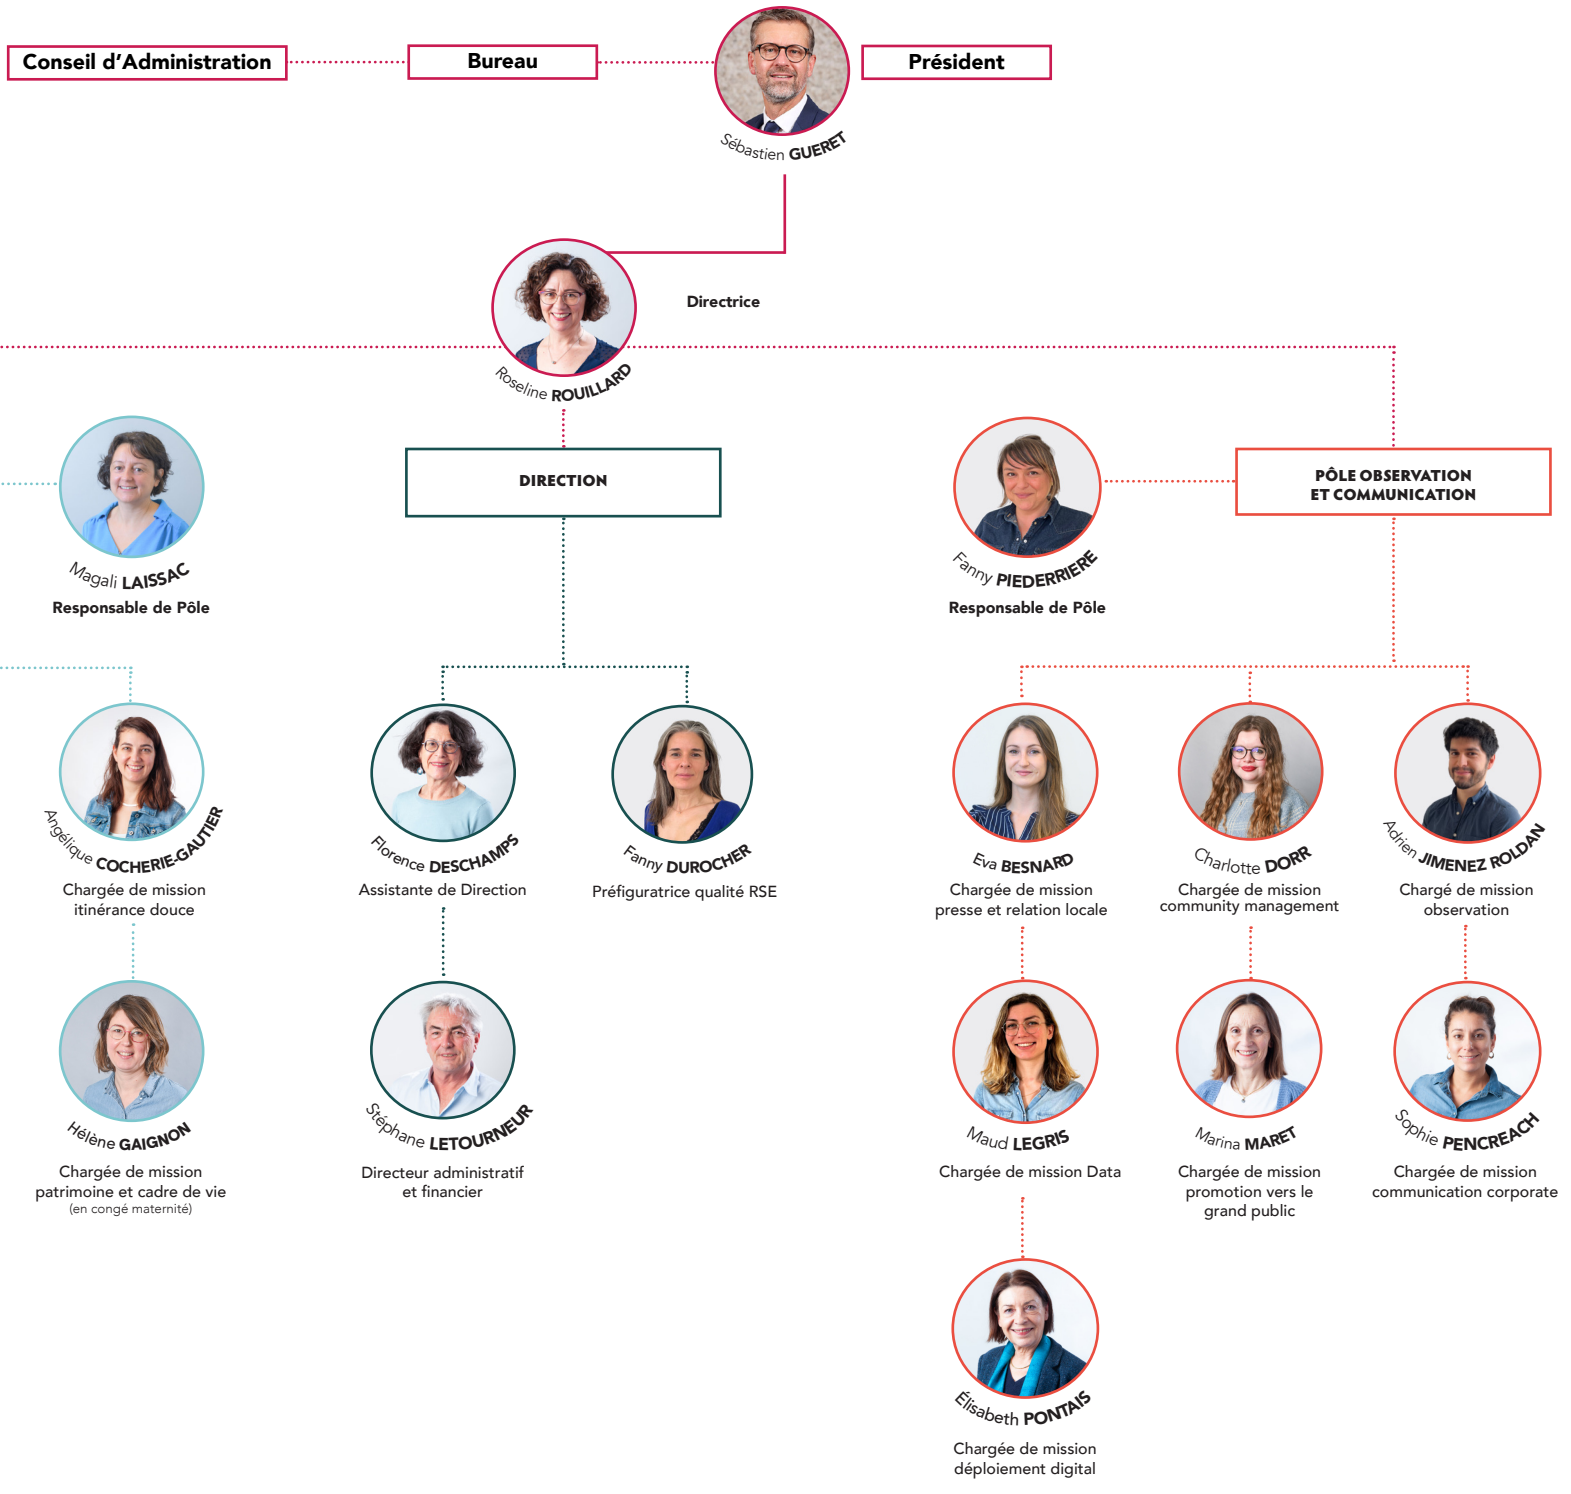 Conseil d'Administration
Bureau
Président
Sébastien GUERET
Directrice
Roseline ROUILLARD
DIRECTION
PÔLE OBSERVATION
ET COMMUNICATION
Magali LAISSAC
Responsable de Pôle
Fanny PIEDERRIERE
Responsable de Pôle
Angélique COCHERIE-GAUTIER
Chargée de mission
itinérance douce
Florence DESCHAMPS
Assistante de Direction
Fanny DUROCHER
Préfiguratrice qualité RSE
Eva BESNARD
Chargée de mission
presse et relation locale
Charlotte DORR
Chargée de mission
community management
Adrien JIMENEZ ROLDAN
Chargé de mission
observation
Hélène GAIGNON
Chargée de mission
patrimoine et cadre de vie
(en congé maternité)
Stéphane LETOURNEUR
Directeur administratif
et financier
Maud LEGRIS
Chargée de mission Data
Marina MARET
Chargée de mission
promotion vers le
grand public
Sophie PENCREACH
Chargée de mission
communication corporate
Élisabeth PONTAIS
Chargée de mission
déploiement digital